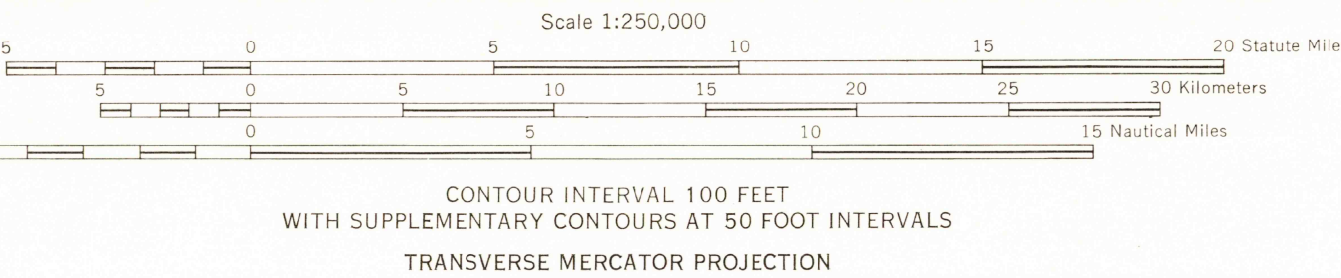 Scale 1:250,000
5 0 5 10 15 20 Statute Mile
5 0 5 10 15 20 25 30 Kilometers
0 5 10 15 Nautical Miles
CONTOUR INTERVAL 100 FEET
WITH SUPPLEMENTARY CONTOURS AT 50 FOOT INTERVALS
TRANSVERSE MERCATOR PROJECTION